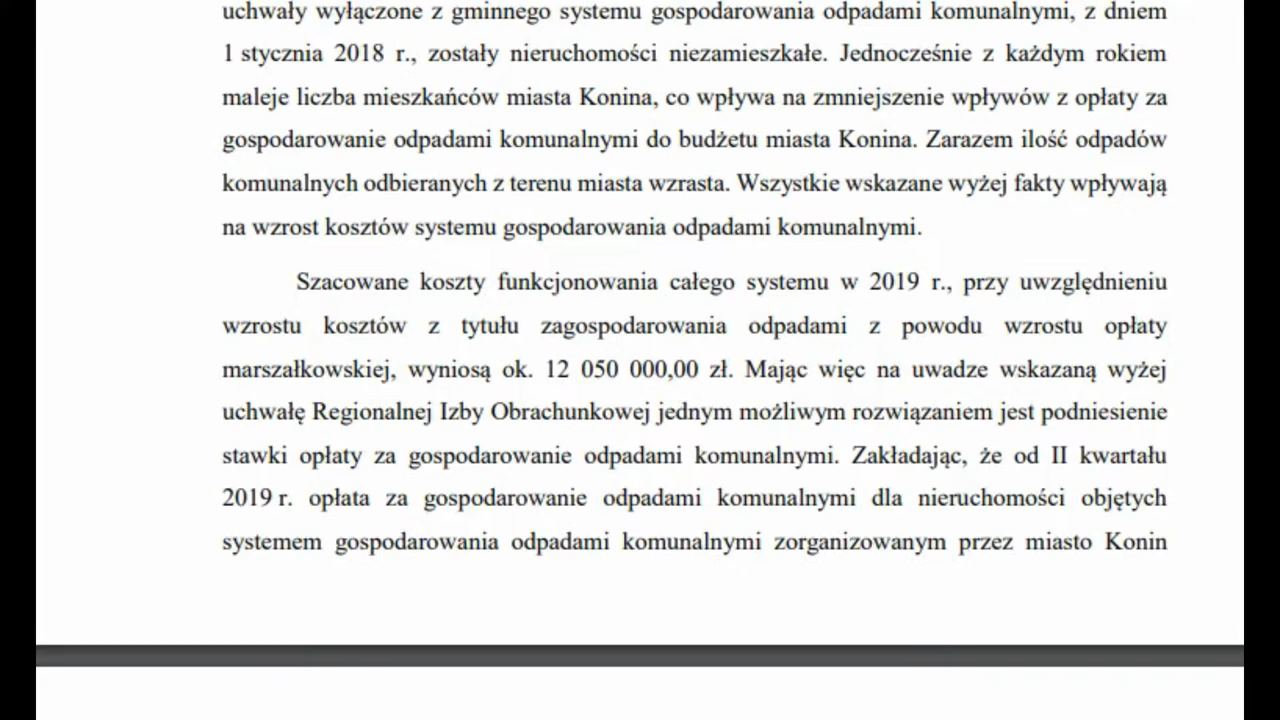 uchwały wyłączone z gminnego systemu gospodarowania odpadami komunalnymi, z dniem
1 stycznia 2018 r., zostały nieruchomości niezamieszkałe. Jednocześnie z każdym rokiem
maleje liczba mieszkańców miasta Konina, co wpływa na zmniejszenie wpływów z opłaty za
gospodarowanie odpadami komunalnymi do budżetu miasta Konina. Zarazem ilość odpadów
komunalnych odbieranych z terenu miasta wzrasta. Wszystkie wskazane wyżej fakty wpływają
na wzrost kosztów systemu gospodarowania odpadami komunalnymi.
Szacowane koszty funkcjonowania całego systemu w 2019 r., przy uwzględnieniu
wzrostu kosztów z tytułu zagospodarowania odpadami z powodu wzrostu opłaty
marszałkowskiej, wyniosą ok. 12 050 000,00 zł. Mając więc na uwadze wskazaną wyżej
uchwałę Regionalnej Izby Obrachunkowej jednym możliwym rozwiązaniem jest podniesienie
stawki opłaty za gospodarowanie odpadami komunalnymi. Zakładając, że od II kwartału
2019 r. opłata za gospodarowanie odpadami komunalnymi dla nieruchomości objętych
systemem gospodarowania odpadami komunalnymi zorganizowanym przez miasto Konin